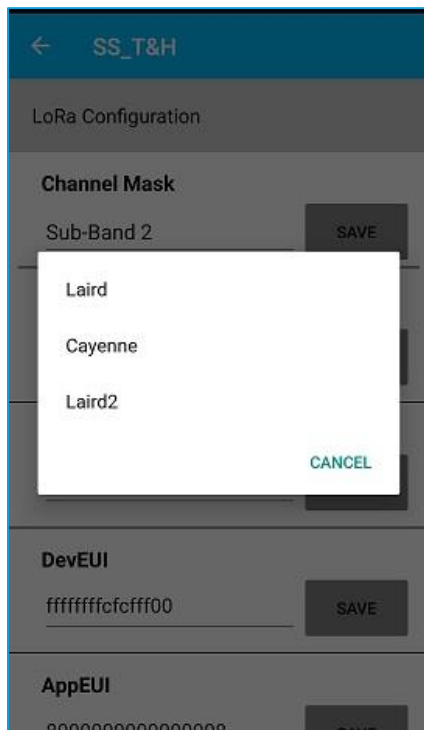 SS_T&H
LoRa Configuration
Channel Mask
Sub-Band 2
SAVE
Laird
Cayenne
Laird2
CANCEL
DevEUI
ffffffffcfcfff00
SAVE
AppEUI